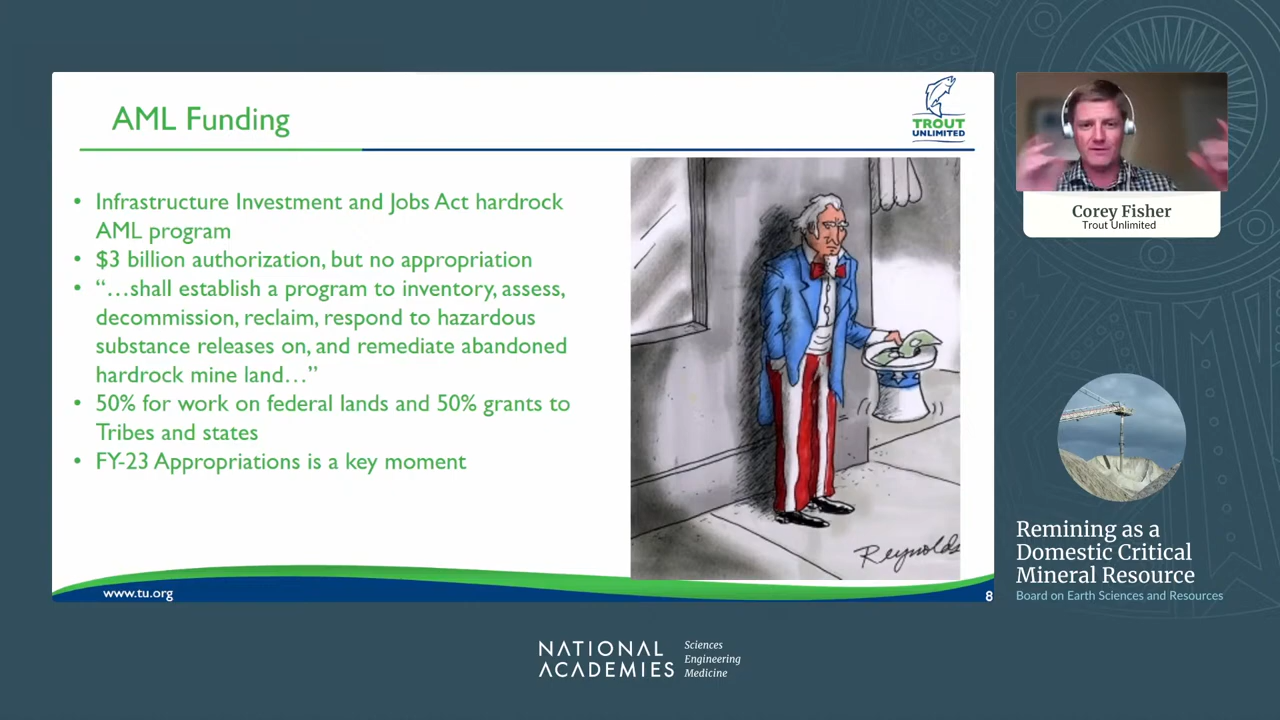 AML Funding
TROUT
UNLIMITED
• Infrastructure Investment and Jobs Act hardrock
AML program
• $3 billion authorization, but no appropriation
• “…shall establish a program to inventory, assess,
decommission, reclaim, respond to hazardous
substance releases on, and remediate abandoned
hardrock mine land…”
• 50% for work on federal lands and 50% grants to
Tribes and states
• FY-23 Appropriations is a key moment
Reynolds
www.tu.org
8
Corey Fisher
Trout Unlimited
Remining as a
Domestic Critical
Mineral Resource
Board on Earth Sciences and Resources
NATIONAL
ACADEMIES
Sciences
Engineering
Medicine